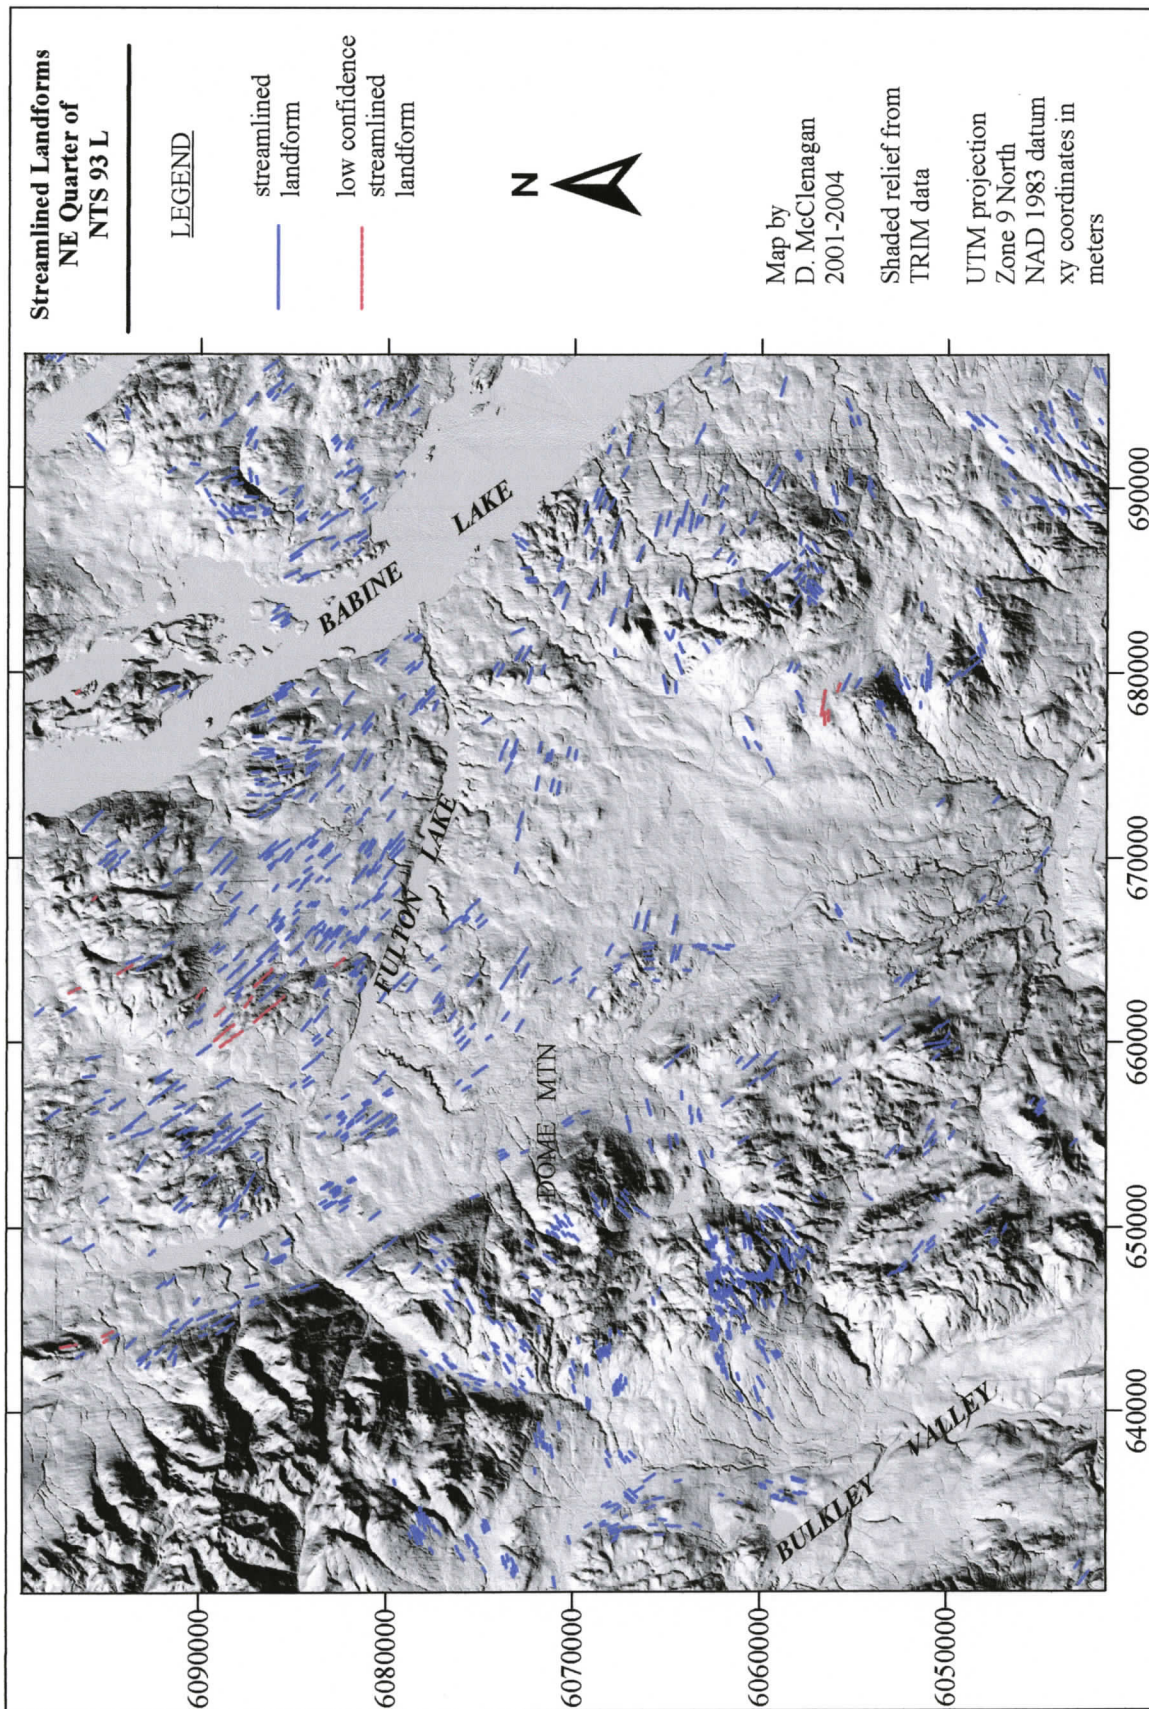 Streamlined Landforms
NE Quarter of
NTS 93 L
LEGEND
streamlined
landform
low confidence
streamlined
landform
N
Map by
D. McClenagan
2001-2004
Shaded relief from
TRIM data
UTM projection
Zone 9 North
NAD 1983 datum
xy coordinates in
meters
BABINE LAKE
FULTON LAKE
DOME MTN
BULKLEY VALLEY
6090000
6080000
6070000
6060000
6050000
640000
650000
660000
670000
680000
690000